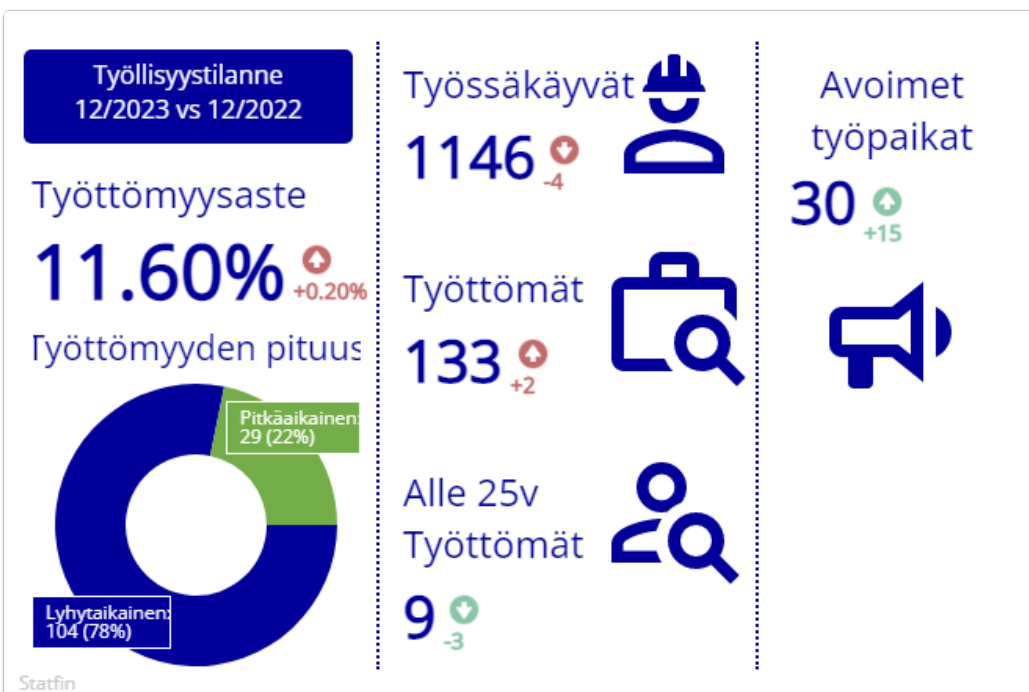 Työllisyystilanne
12/2023 vs 12/2022
Työttömyysaste
11.60%
+0.20%
Työttömyyden pituus
Pitkäaikainen:
29 (22%)
Lyhytaikainen:
104 (78%)
Statfin
Työssäkäyvät
1146
-4
Työttömät
133
+2
Alle 25v
Työttömät
9
-3
Avoimet
työpaikat
30
+15